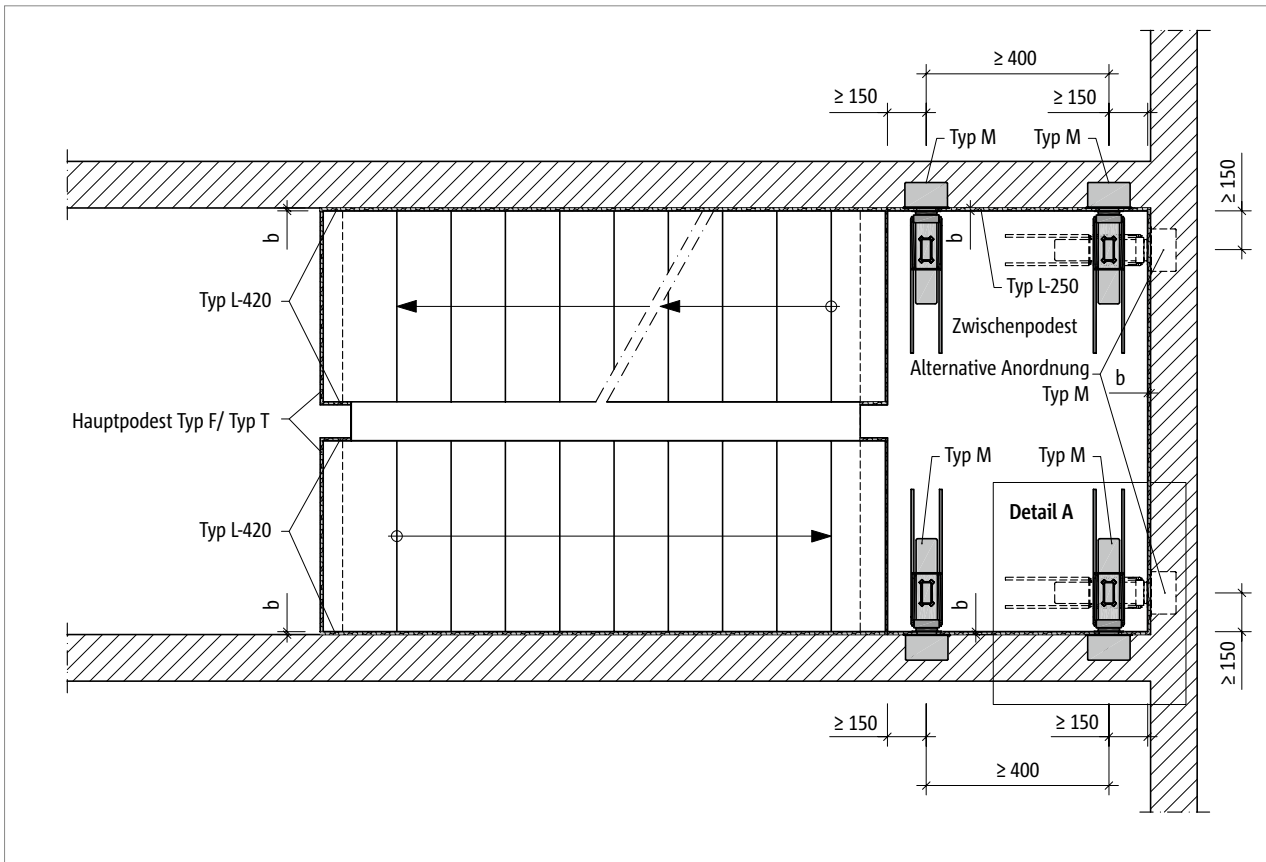 ≥ 400
≥ 150
≥ 150
Typ M
Typ M
≥ 150
b
b
Typ L-420
Typ L-250
Zwischenpodest
Alternative Anordnung
Typ M
b
Hauptpodest Typ F/ Typ T
Typ M
Typ M
Detail A
Typ L-420
b
b
≥ 150
≥ 150
≥ 150
≥ 400